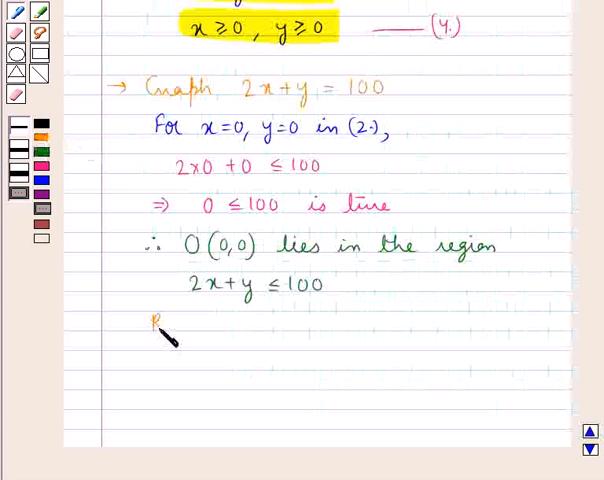 x ≥ 0, y ≥ 0 —— (4.)
→ Graph 2x + y = 100
For x = 0, y = 0 in (2.),
2×0 + 0 ≤ 100
⇒ 0 ≤ 100 is true
∴ O(0,0) lies in the region
2x + y ≤ 100